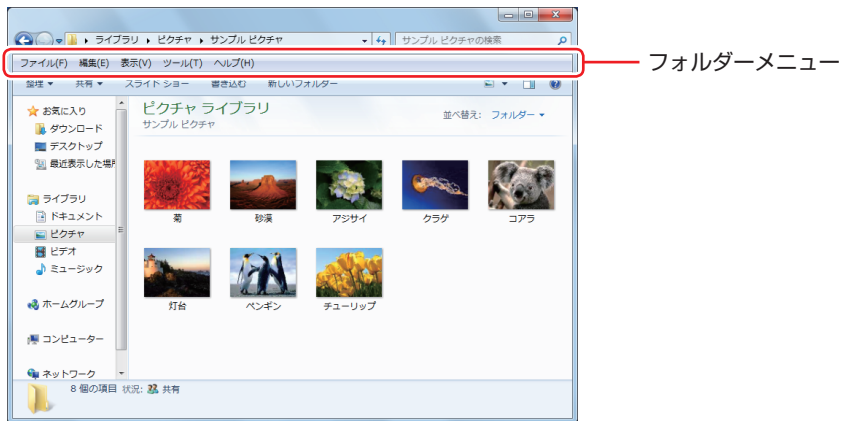 ライブラリ ピクチャ サンプル ピクチャ サンプル ピクチャの検索
ファイル(F) 編集(E) 表示(V) ツール(T) ヘルプ(H)
フォルダーメニュー
整理 共有 スライド ショー 書き込む 新しいフォルダー
お気に入り
ダウンロード
デスクトップ
最近表示した場所
ライブラリ
ドキュメント
ピクチャ
ビデオ
ミュージック
ホームグループ
コンピューター
ネットワーク
ピクチャ ライブラリ
サンプル ピクチャ
並べ替え: フォルダー
菊 砂漠 アジサイ クラゲ コアラ
灯台 ペンギン チューリップ
8 個の項目 状況: 共有